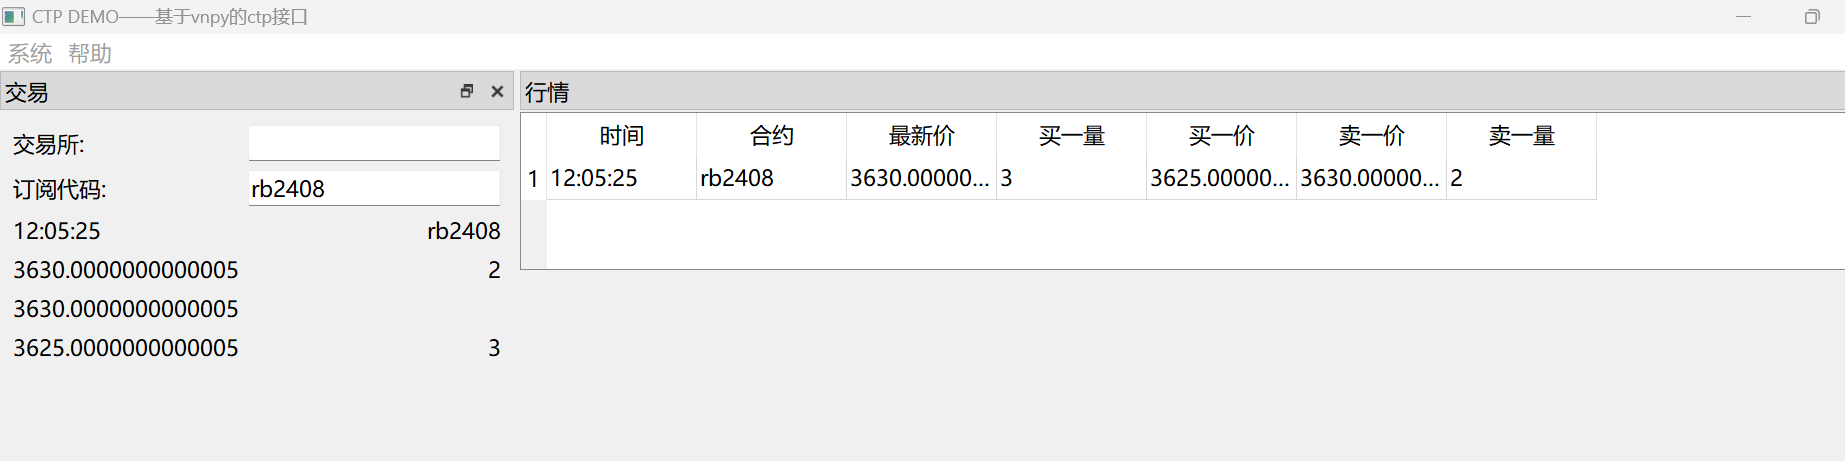 CTP DEMO——基于vnpy的ctp接口
系统 帮助
交易
交易所:
订阅代码: rb2408
12:05:25 rb2408
3630.0000000000005 2
3630.0000000000005
3625.0000000000005 3
行情
时间 合约 最新价 买一量 买一价 卖一价 卖一量
1 12:05:25 rb2408 3630.00000... 3 3625.00000... 3630.00000... 2